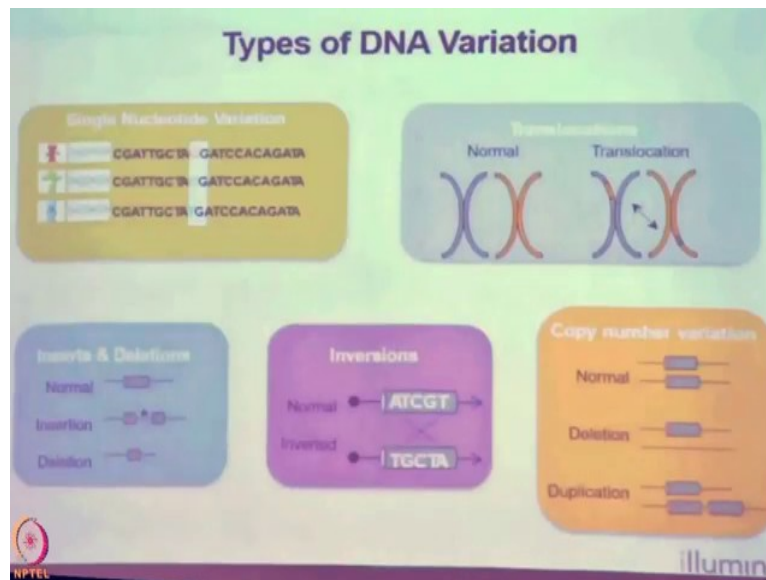 Types of DNA Variation
Single Nucleotide Variation
CGATTGCTA GATCCACAGATA
CGATTGCTA GATCCACAGATA
CGATTGCTA GATCCACAGATA
Translocations
Normal Translocation
Inserts & Deletions
Normal
Insertion
Deletion
Inversions
Normal ATCGT
Inverted TGCTA
Copy number variation
Normal
Deletion
Duplication
NPTEL
illumin